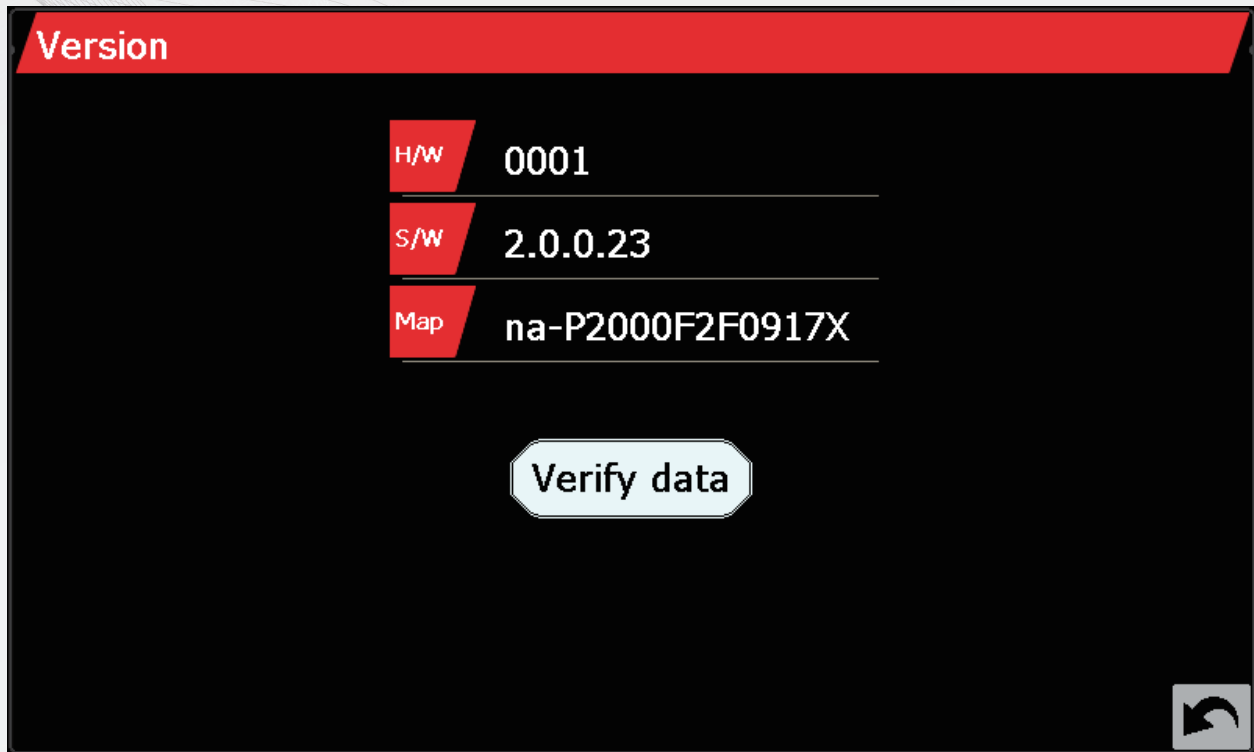 Version
H/W 0001
S/W 2.0.0.23
Map na-P2000F2F0917X
Verify data